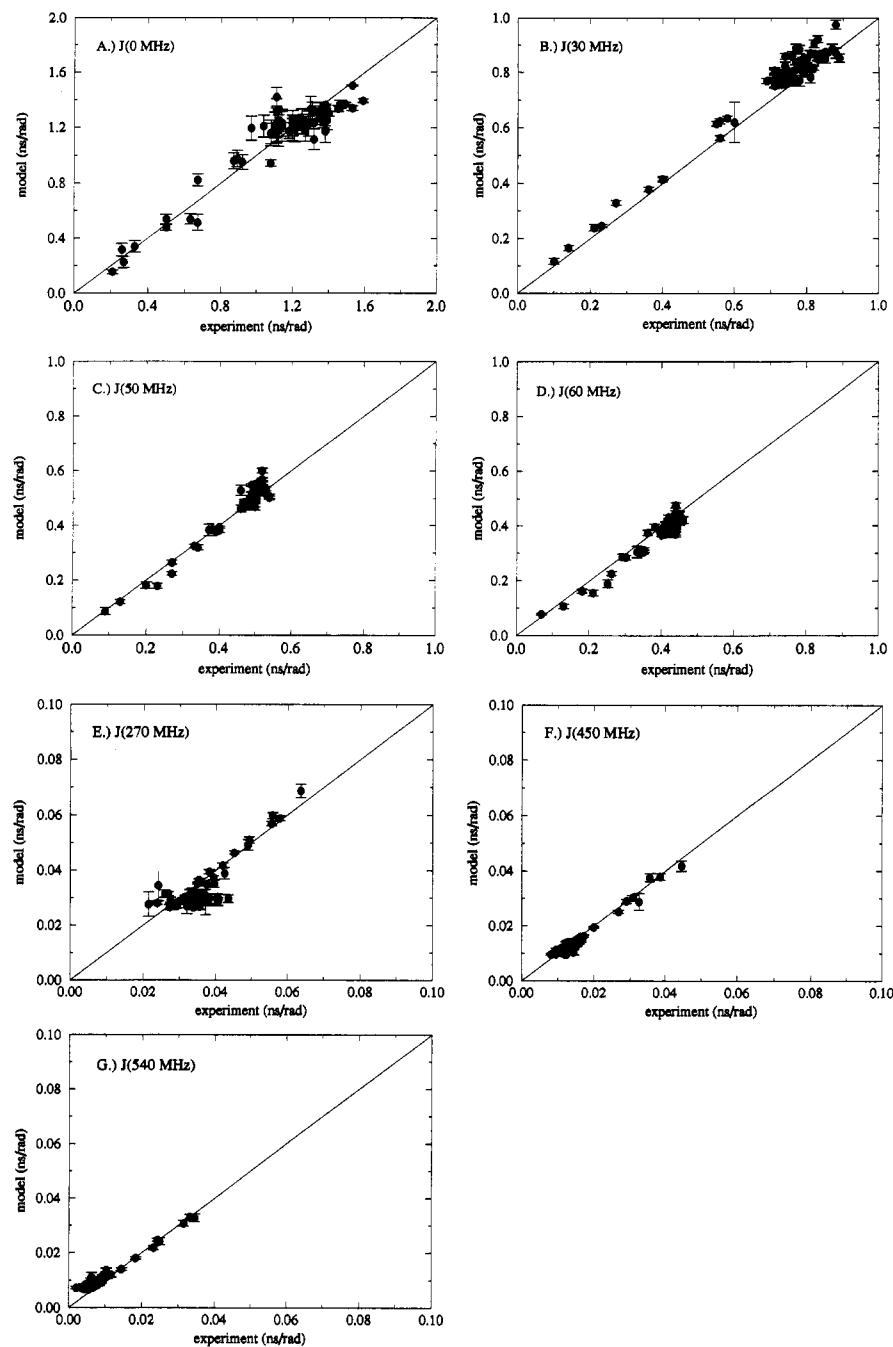 A.) J(0 MHz)
model (ns/rad)
2.0
1.6
1.2
0.8
0.4
0.0
0.0 0.4 0.8 1.2 1.6 2.0
experiment (ns/rad)
B.) J(30 MHz)
model (ns/rad)
1.0
0.8
0.6
0.4
0.2
0.0
0.0 0.2 0.4 0.6 0.8 1.0
experiment (ns/rad)
C.) J(50 MHz)
model (ns/rad)
1.0
0.8
0.6
0.4
0.2
0.0
0.0 0.2 0.4 0.6 0.8 1.0
experiment (ns/rad)
D.) J(60 MHz)
model (ns/rad)
1.0
0.8
0.6
0.4
0.2
0.0
0.0 0.2 0.4 0.6 0.8 1.0
experiment (ns/rad)
E.) J(270 MHz)
model (ns/rad)
0.10
0.08
0.06
0.04
0.02
0.00
0.00 0.02 0.04 0.06 0.08 0.10
experiment (ns/rad)
F.) J(450 MHz)
model (ns/rad)
0.10
0.08
0.06
0.04
0.02
0.00
0.00 0.02 0.04 0.06 0.08 0.10
experiment (ns/rad)
G.) J(540 MHz)
model (ns/rad)
0.10
0.08
0.06
0.04
0.02
0.00
0.00 0.02 0.04 0.06 0.08 0.10
experiment (ns/rad)